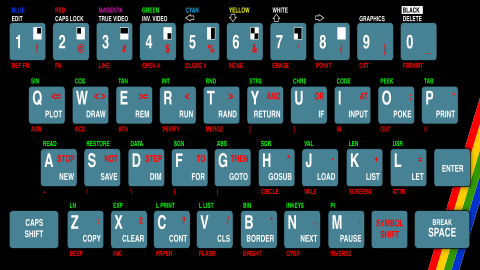 BLUE RED MAGENTA GREEN CYAN YELLOW WHITE BLACK
EDIT CAPS LOCK TRUE VIDEO INV. VIDEO GRAPHICS DELETE
1 ! 2 @ 3 # 4 $ 5 % 6 & 7 ' 8 ( 9 ) 0 _
DEF FN FN LINE OPEN # CLOSE # MOVE ERASE POINT CAT FORMAT
SIN COS TAN INT RND STR$ CHR$ CODE PEEK TAB
Q <= W <> E >= R < T > Y AND U OR I AT O ; P "
PLOT DRAW REM RUN RAND RETURN IF INPUT POKE PRINT
ASN ACS ATN VERIFY MERGE [ ] IN OUT ©
READ RESTORE DATA SGN ABS SQR VAL LEN USR
A STOP S NOT D STEP F TO G THEN H ^ J - K + L = ENTER
NEW SAVE DIM FOR GOTO GOSUB LOAD LIST LET
~ | \ { } CIRCLE VAL$ SCREEN$ ATTR
LN EXP L PRINT L LIST BIN INKEYS PI
CAPS SHIFT Z : X £ C ? V / B * N , M . SYMBOL SHIFT BREAK SPACE
COPY CLEAR CONT CLS BORDER NEXT PAUSE
BEEP INK PAPER FLASH BRIGHT OVER INVERSE